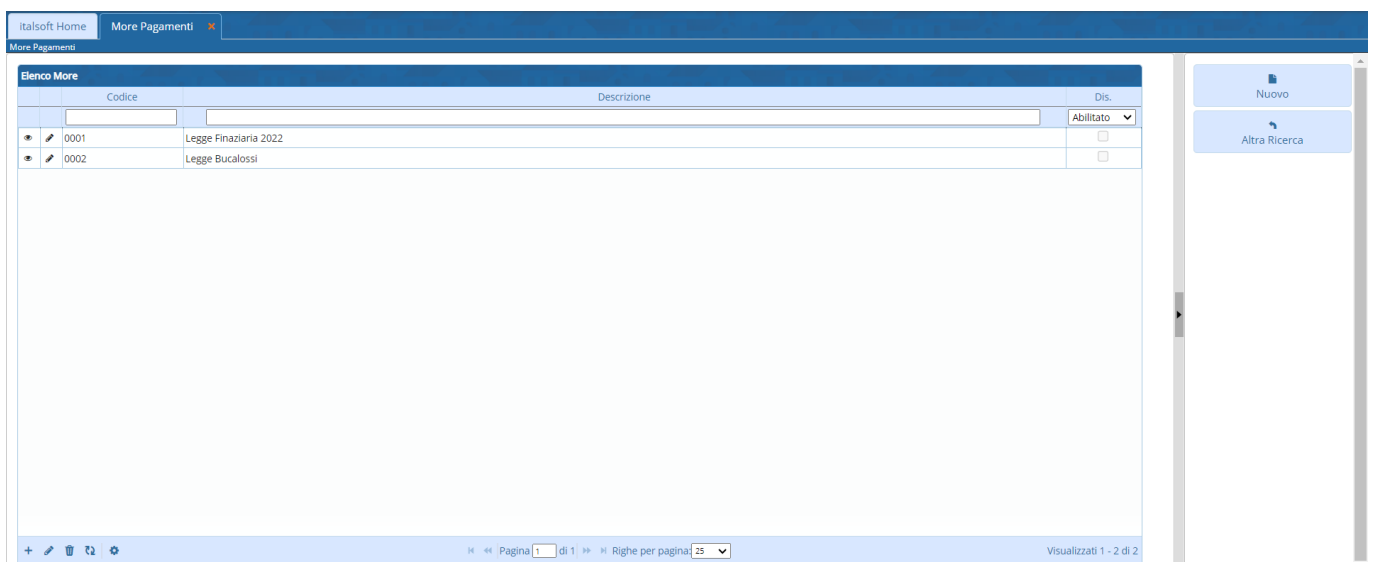 italsoft Home More Pagamenti ×
More Pagamenti
Elenco More
Codice Descrizione Dis.
Abilitato
0001 Legge Finaziaria 2022
0002 Legge Bucalossi
Pagina 1 di 1 Righe per pagina: 25 Visualizzati 1 - 2 di 2
Nuovo
Altra Ricerca